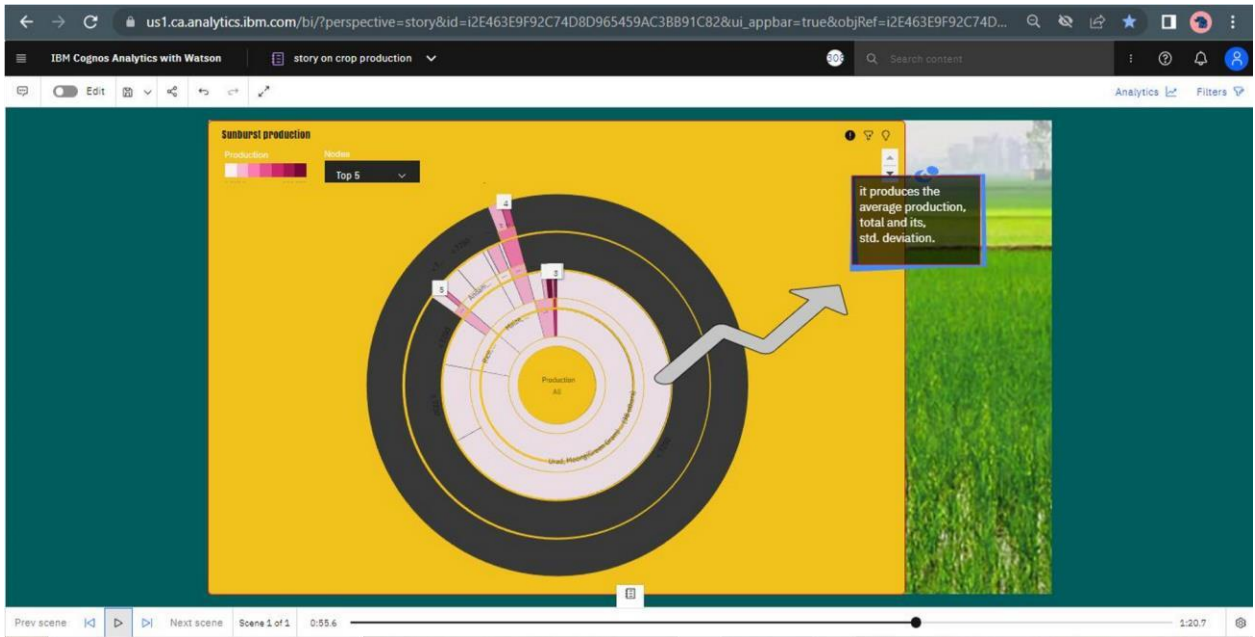 us1.ca.analytics.ibm.com/bi/?perspective=story&id=i2E463E9F92C74D8D965459AC3BB91C82&ui_appbar=true&objRef=i2E463E9F92C74D...
IBM Cognos Analytics with Watson
story on crop production
Search content
Edit
Analytics
Filters
Sunburst production
Production
Nodes
Top 5
it produces the
average production,
total and its,
std. deviation.
4
3
5
Production
All
Prev scene
Next scene
Scene 1 of 1
0:55.6
1:20.7